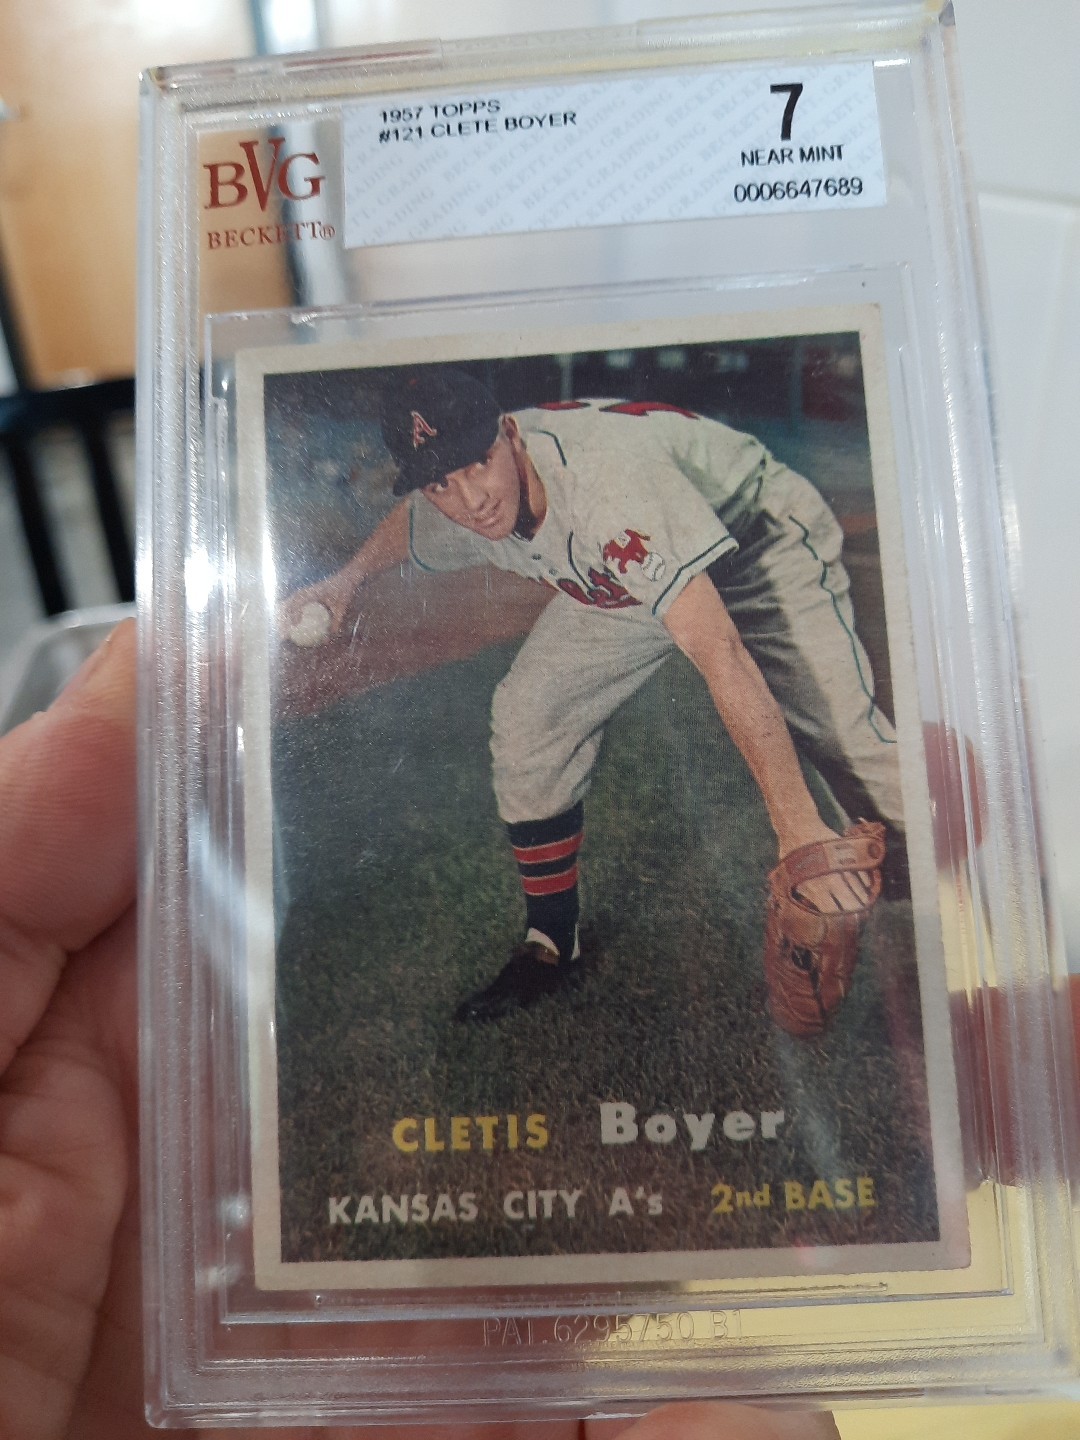 1957 TOPPS
#121 CLETE BOYER
7
NEAR MINT
0006647689
BVG
BECKETT®
A
CLETIS Boyer
KANSAS CITY A's 2nd BASE
PAT.6295750 B1